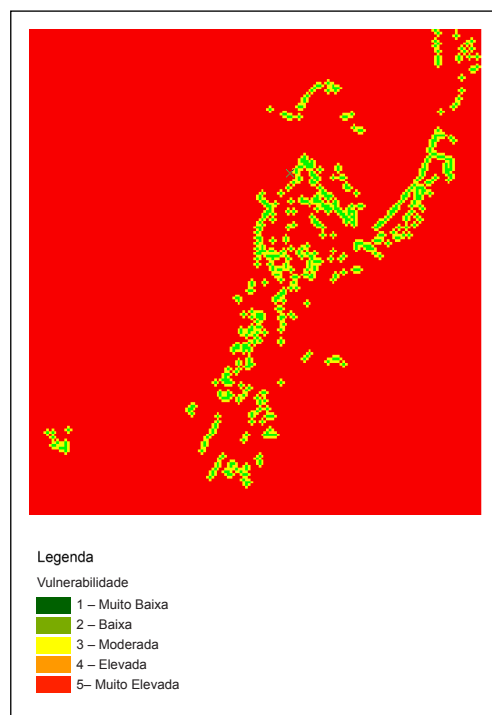 Legenda
Vulnerabilidade
1 – Muito Baixa
2 – Baixa
3 – Moderada
4 – Elevada
5– Muito Elevada